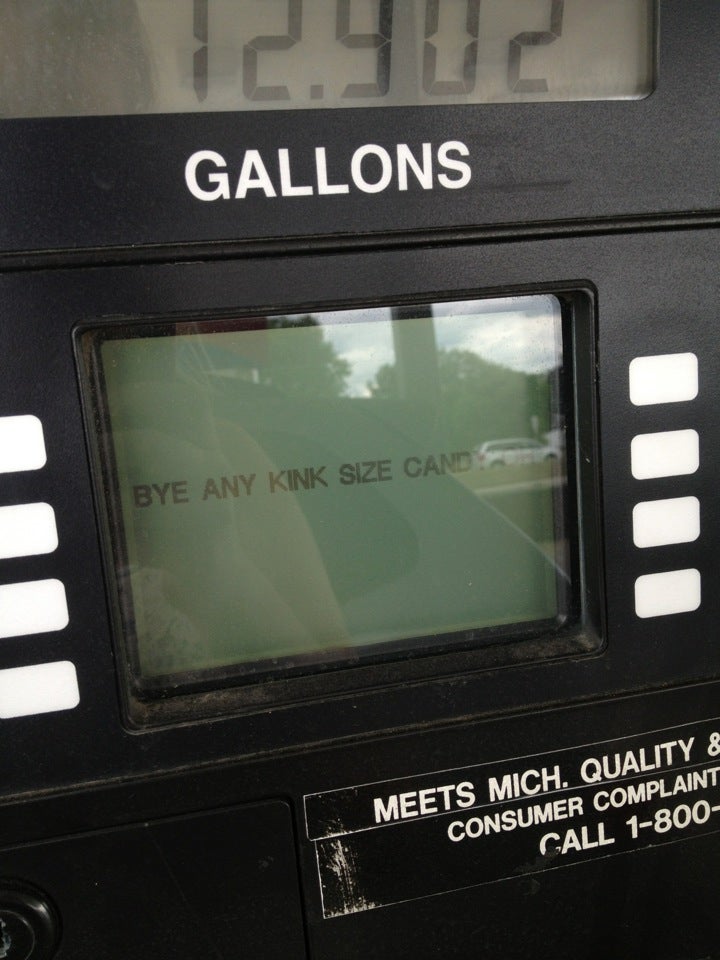 12.902
GALLONS
BYE ANY KINK SIZE CAND
MEETS MICH. QUALITY &
CONSUMER COMPLAINT
CALL 1-800-